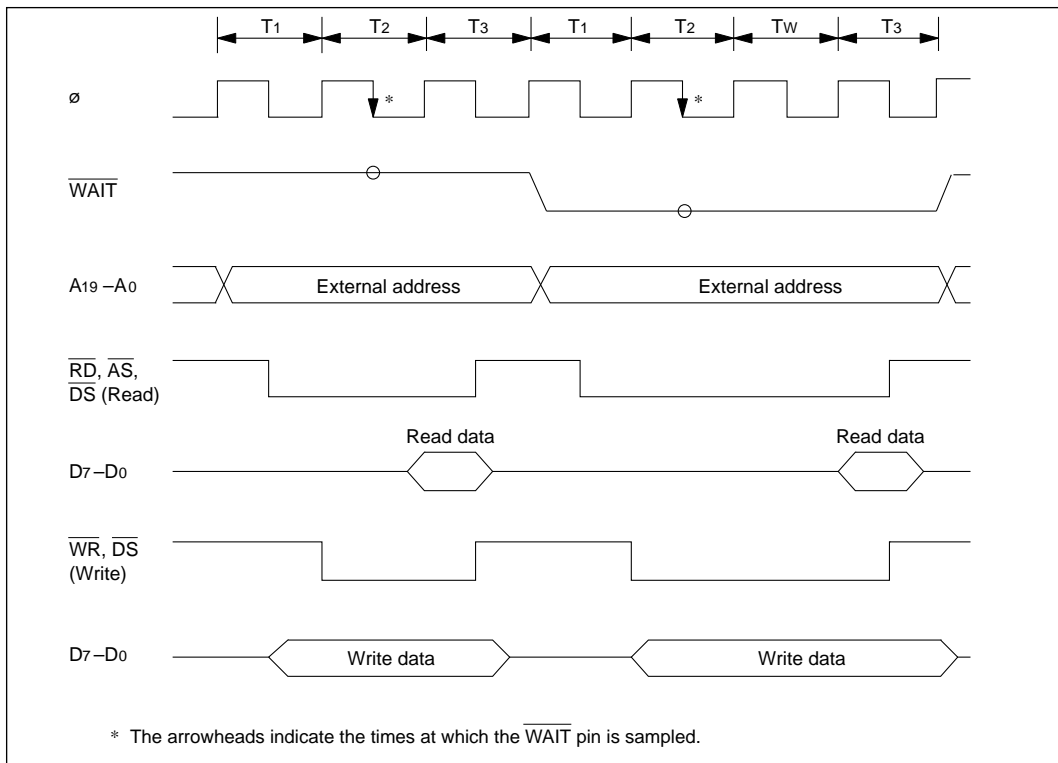 T1 T2 T3 T1 T2 TW T3
ø * *
WAIT
A19–A0 External address External address
RD, AS,
DS (Read)
Read data Read data
D7–D0
WR, DS
(Write)
D7–D0 Write data Write data
* The arrowheads indicate the times at which the WAIT pin is sampled.